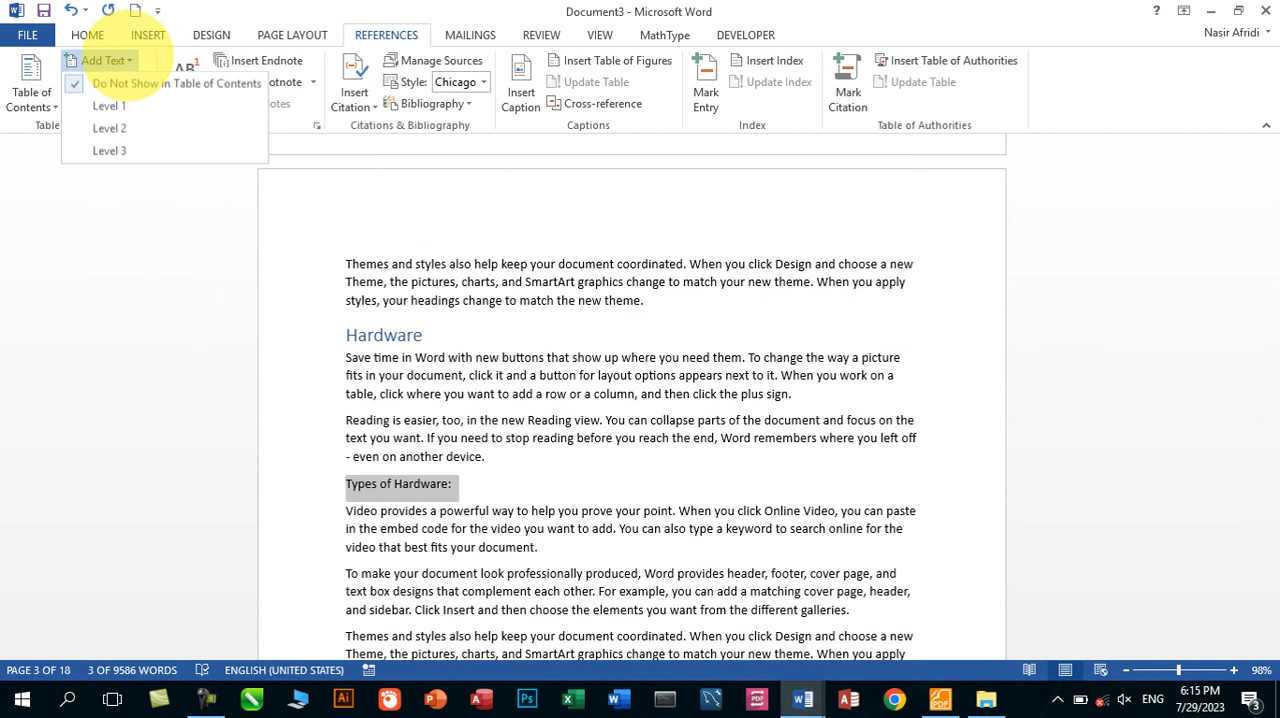 Document3 - Microsoft Word
?
FILE
HOME
INSERT
DESIGN
PAGE LAYOUT
REFERENCES
MAILINGS
REVIEW
VIEW
MathType
DEVELOPER
Nasir Afridi
Add Text
Do Not Show in Table of Contents
Level 1
Level 2
Level 3
Table of
Contents
Table
AB1
Insert Endnote
otnote
otes
Insert
Citation
Manage Sources
Style: Chicago
Bibliography
Citations & Bibliography
Insert
Caption
Insert Table of Figures
Update Table
Cross-reference
Captions
Mark
Entry
Insert Index
Update Index
Index
Mark
Citation
Insert Table of Authorities
Update Table
Table of Authorities
Themes and styles also help keep your document coordinated. When you click Design and choose a new
Theme, the pictures, charts, and SmartArt graphics change to match your new theme. When you apply
styles, your headings change to match the new theme.
Hardware
Save time in Word with new buttons that show up where you need them. To change the way a picture
fits in your document, click it and a button for layout options appears next to it. When you work on a
table, click where you want to add a row or a column, and then click the plus sign.
Reading is easier, too, in the new Reading view. You can collapse parts of the document and focus on the
text you want. If you need to stop reading before you reach the end, Word remembers where you left off
- even on another device.
Types of Hardware:
Video provides a powerful way to help you prove your point. When you click Online Video, you can paste
in the embed code for the video you want to add. You can also type a keyword to search online for the
video that best fits your document.
To make your document look professionally produced, Word provides header, footer, cover page, and
text box designs that complement each other. For example, you can add a matching cover page, header,
and sidebar. Click Insert and then choose the elements you want from the different galleries.
Themes and styles also help keep your document coordinated. When you click Design and choose a new
Theme, the pictures, charts, and SmartArt graphics change to match your new theme. When you apply
PAGE 3 OF 18
3 OF 9586 WORDS
ENGLISH (UNITED STATES)
98%
ENG
6:15 PM
7/29/2023
3